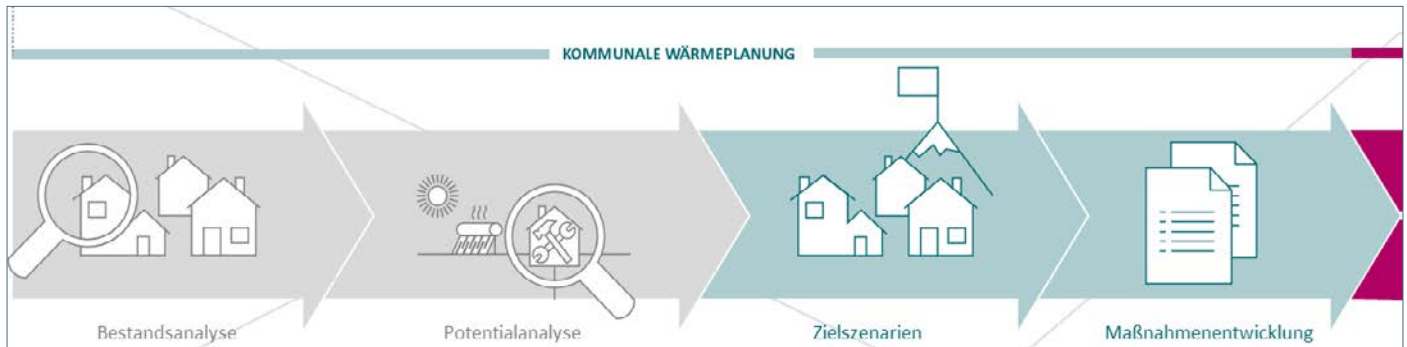 KOMMUNALE WÄRMEPLANUNG
Bestandsanalyse
Potentialanalyse
Zielszenarien
Maßnahmenentwicklung